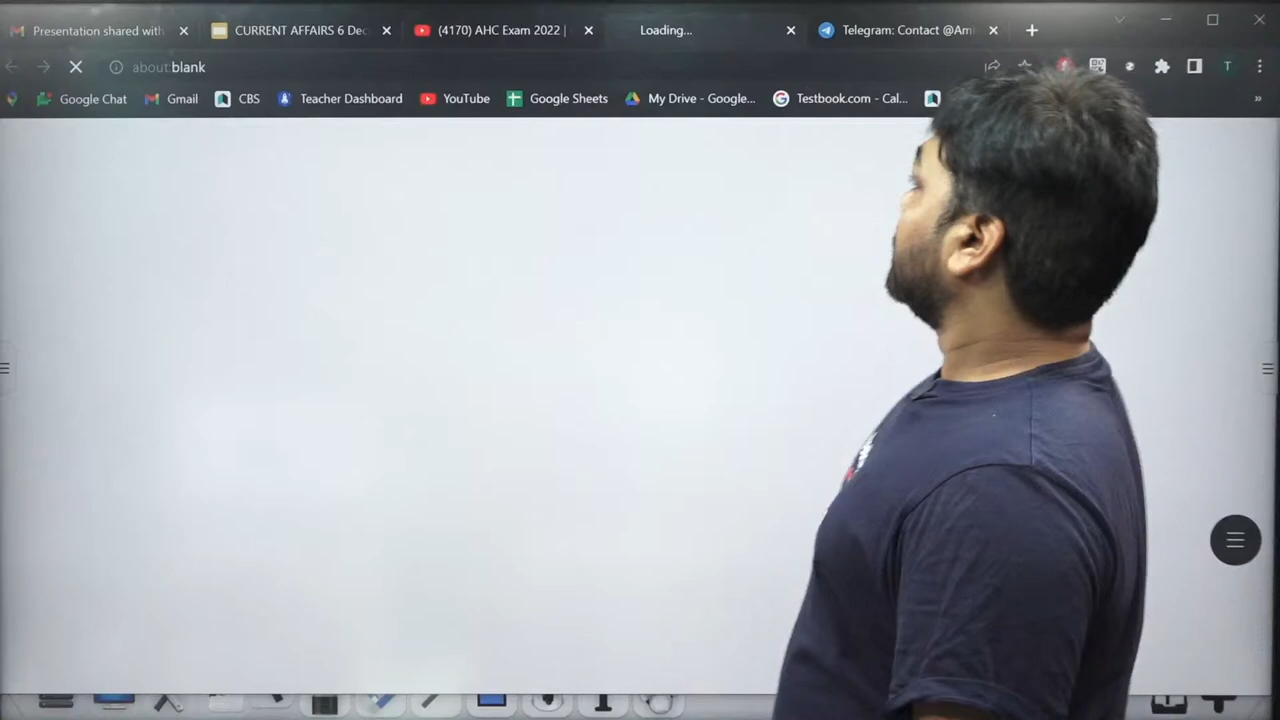 Presentation shared with
CURRENT AFFAIRS 6 Dec
(4170) AHC Exam 2022 |
Loading...
Telegram: Contact @Ami
about:blank
T
Google Chat
Gmail
CBS
Teacher Dashboard
YouTube
Google Sheets
My Drive - Google...
Testbook.com - Cal...
»